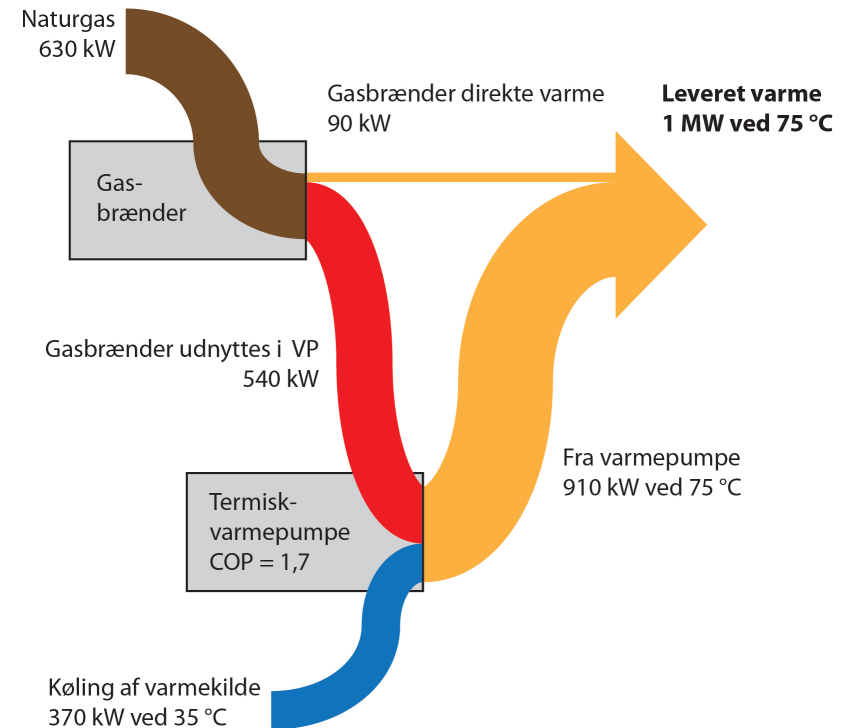 Naturgas
630 kW
Gasbrænder direkte varme
90 kW
Leveret varme
1 MW ved 75 °C
Gas-
brænder
Gasbrænder udnyttes i VP
540 kW
Fra varmepumpe
910 kW ved 75 °C
Termisk-
varmepumpe
COP = 1,7
Køling af varmekilde
370 kW ved 35 °C